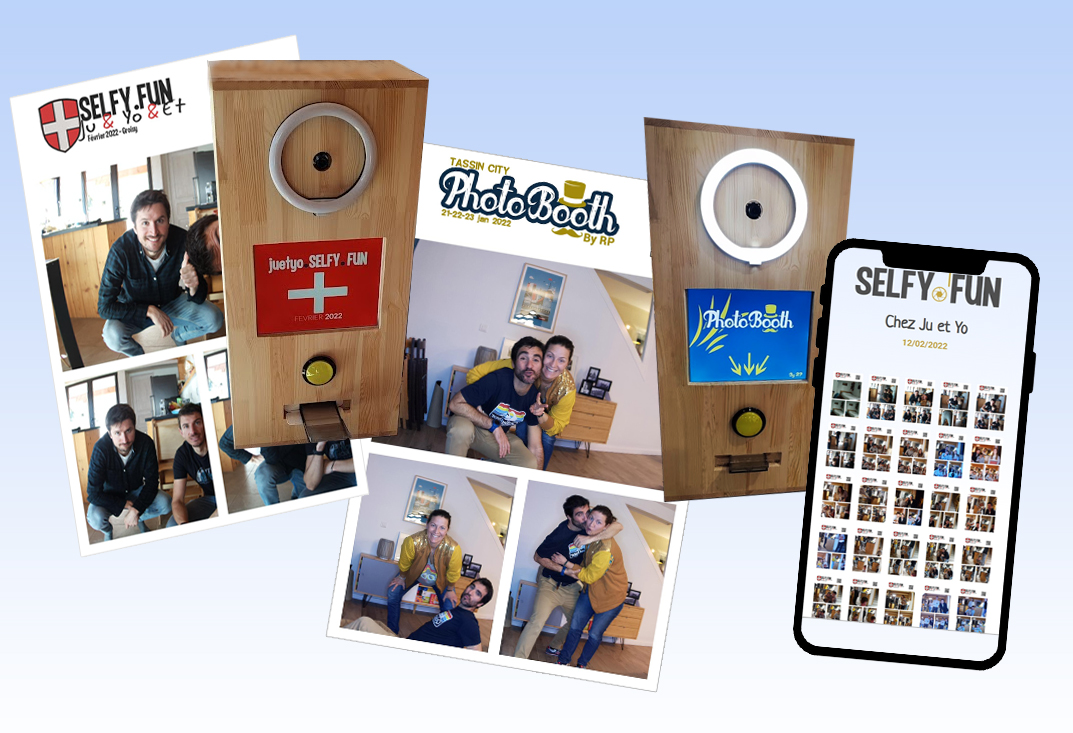 SELFY.FUN
Ju & Yo & Et
Février 2022 - Groisy
juetyo.SELFY.FUN
FÉVRIER 2022
TASSIN CITY
PhotoBooth
21-22-23 jan 2022
By RP
PhotoBooth
By RP
SELFY FUN
Chez Ju et Yo
12/02/2022